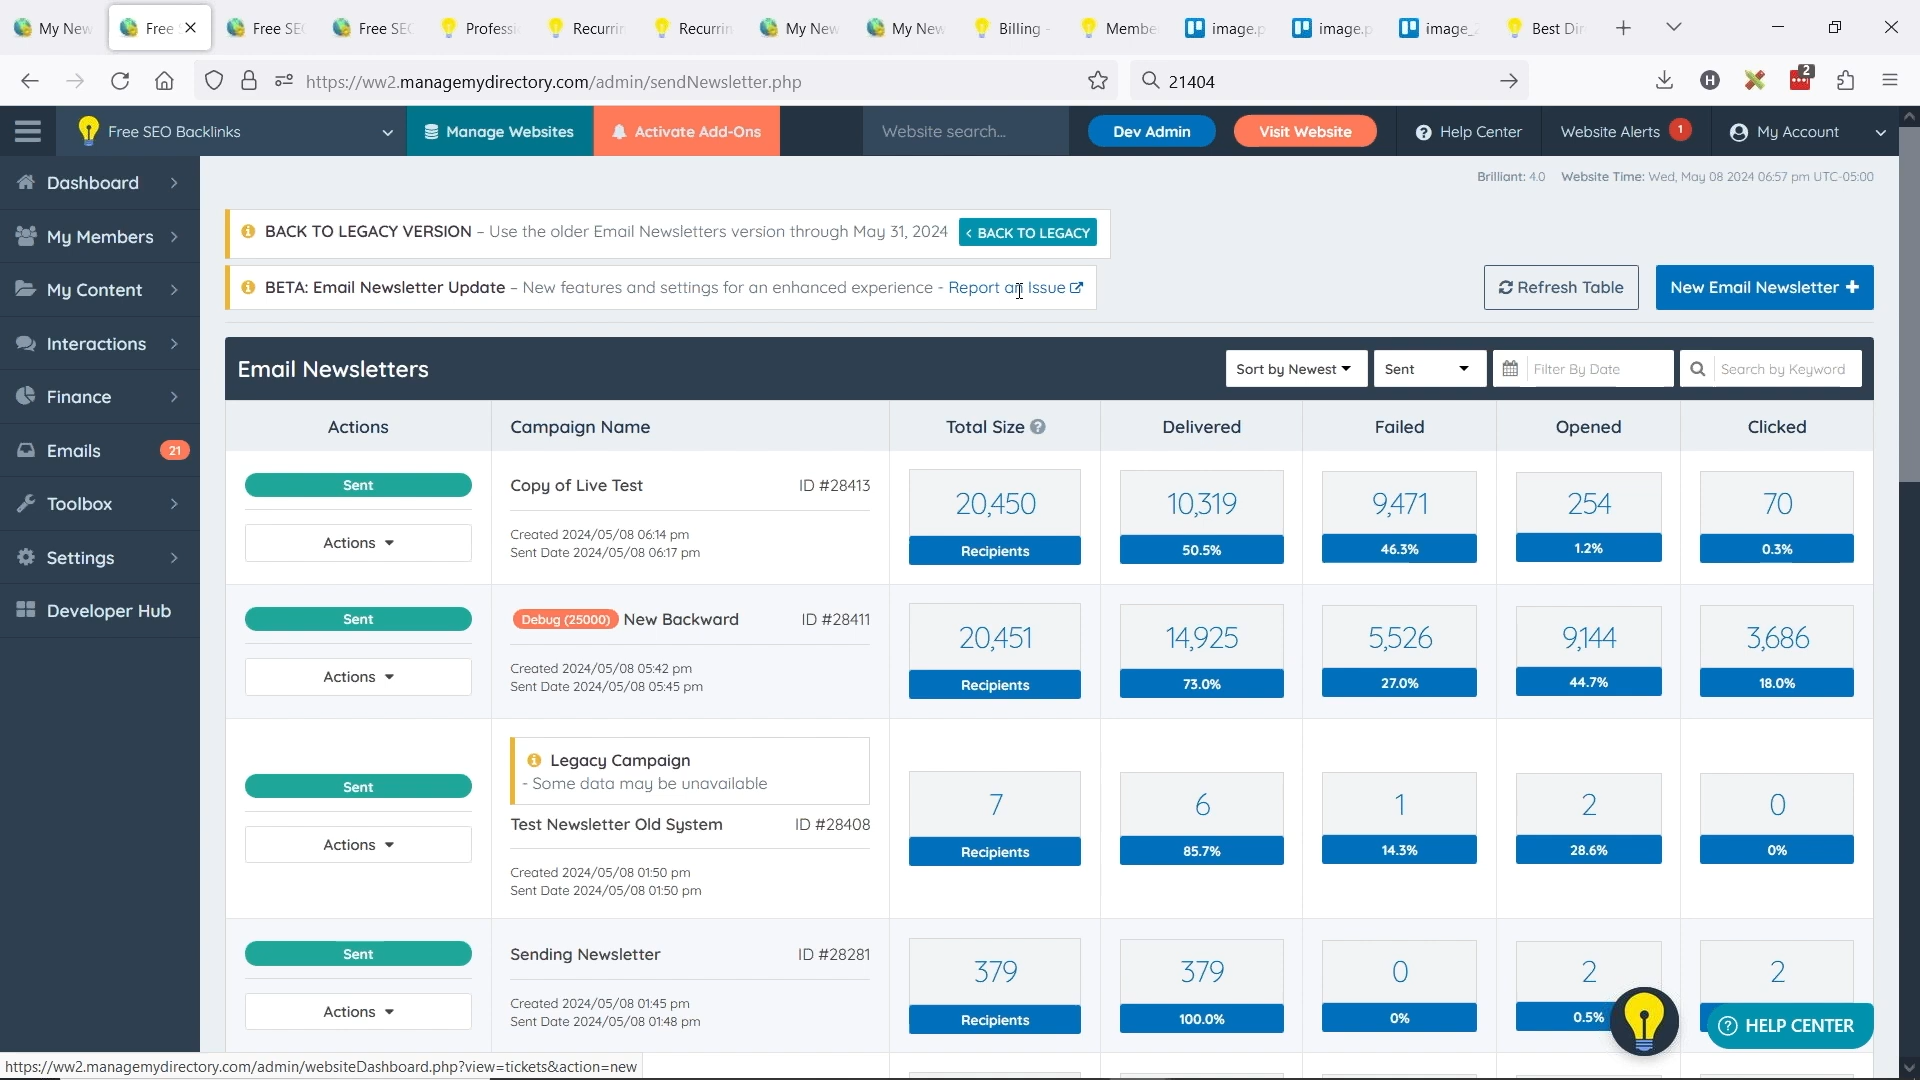 My New
Free
Free SEO
Free SEO
Professi
Recurrin
Recurrin
My New
My New
Billing -
Membe
image.p
image.p
image_2
Best Dir
https://ww2.managemydirectory.com/admin/sendNewsletter.php
21404
2
Free SEO Backlinks
Manage Websites
Activate Add-Ons
Website search...
Dev Admin
Visit Website
Help Center
Website Alerts 1
My Account
Dashboard
My Members
My Content
Interactions
Finance
Emails 21
Toolbox
Settings
Developer Hub
Brilliant: 4.0 Website Time: Wed, May 08 2024 06:57 pm UTC-05:00
BACK TO LEGACY VERSION – Use the older Email Newsletters version through May 31, 2024 < BACK TO LEGACY
BETA: Email Newsletter Update – New features and settings for an enhanced experience - Report an Issue
Refresh Table
New Email Newsletter +
Email Newsletters
Sort by Newest
Sent
Filter By Date
Search by Keyword
Actions Campaign Name Total Size Delivered Failed Opened Clicked
Sent
Actions
Copy of Live Test ID #28413
Created 2024/05/08 06:14 pm
Sent Date 2024/05/08 06:17 pm
20,450 10,319 9,471 254 70
Recipients 50.5% 46.3% 1.2% 0.3%
Sent
Actions
Debug (25000) New Backward ID #28411
Created 2024/05/08 05:42 pm
Sent Date 2024/05/08 05:45 pm
20,451 14,925 5,526 9,144 3,686
Recipients 73.0% 27.0% 44.7% 18.0%
Sent
Actions
Legacy Campaign
- Some data may be unavailable
Test Newsletter Old System ID #28408
Created 2024/05/08 01:50 pm
Sent Date 2024/05/08 01:50 pm
7 6 1 2 0
Recipients 85.7% 14.3% 28.6% 0%
Sent
Actions
Sending Newsletter ID #28281
Created 2024/05/08 01:45 pm
Sent Date 2024/05/08 01:48 pm
379 379 0 2 2
Recipients 100.0% 0% 0.5%
HELP CENTER
https://ww2.managemydirectory.com/admin/websiteDashboard.php?view=tickets&action=new